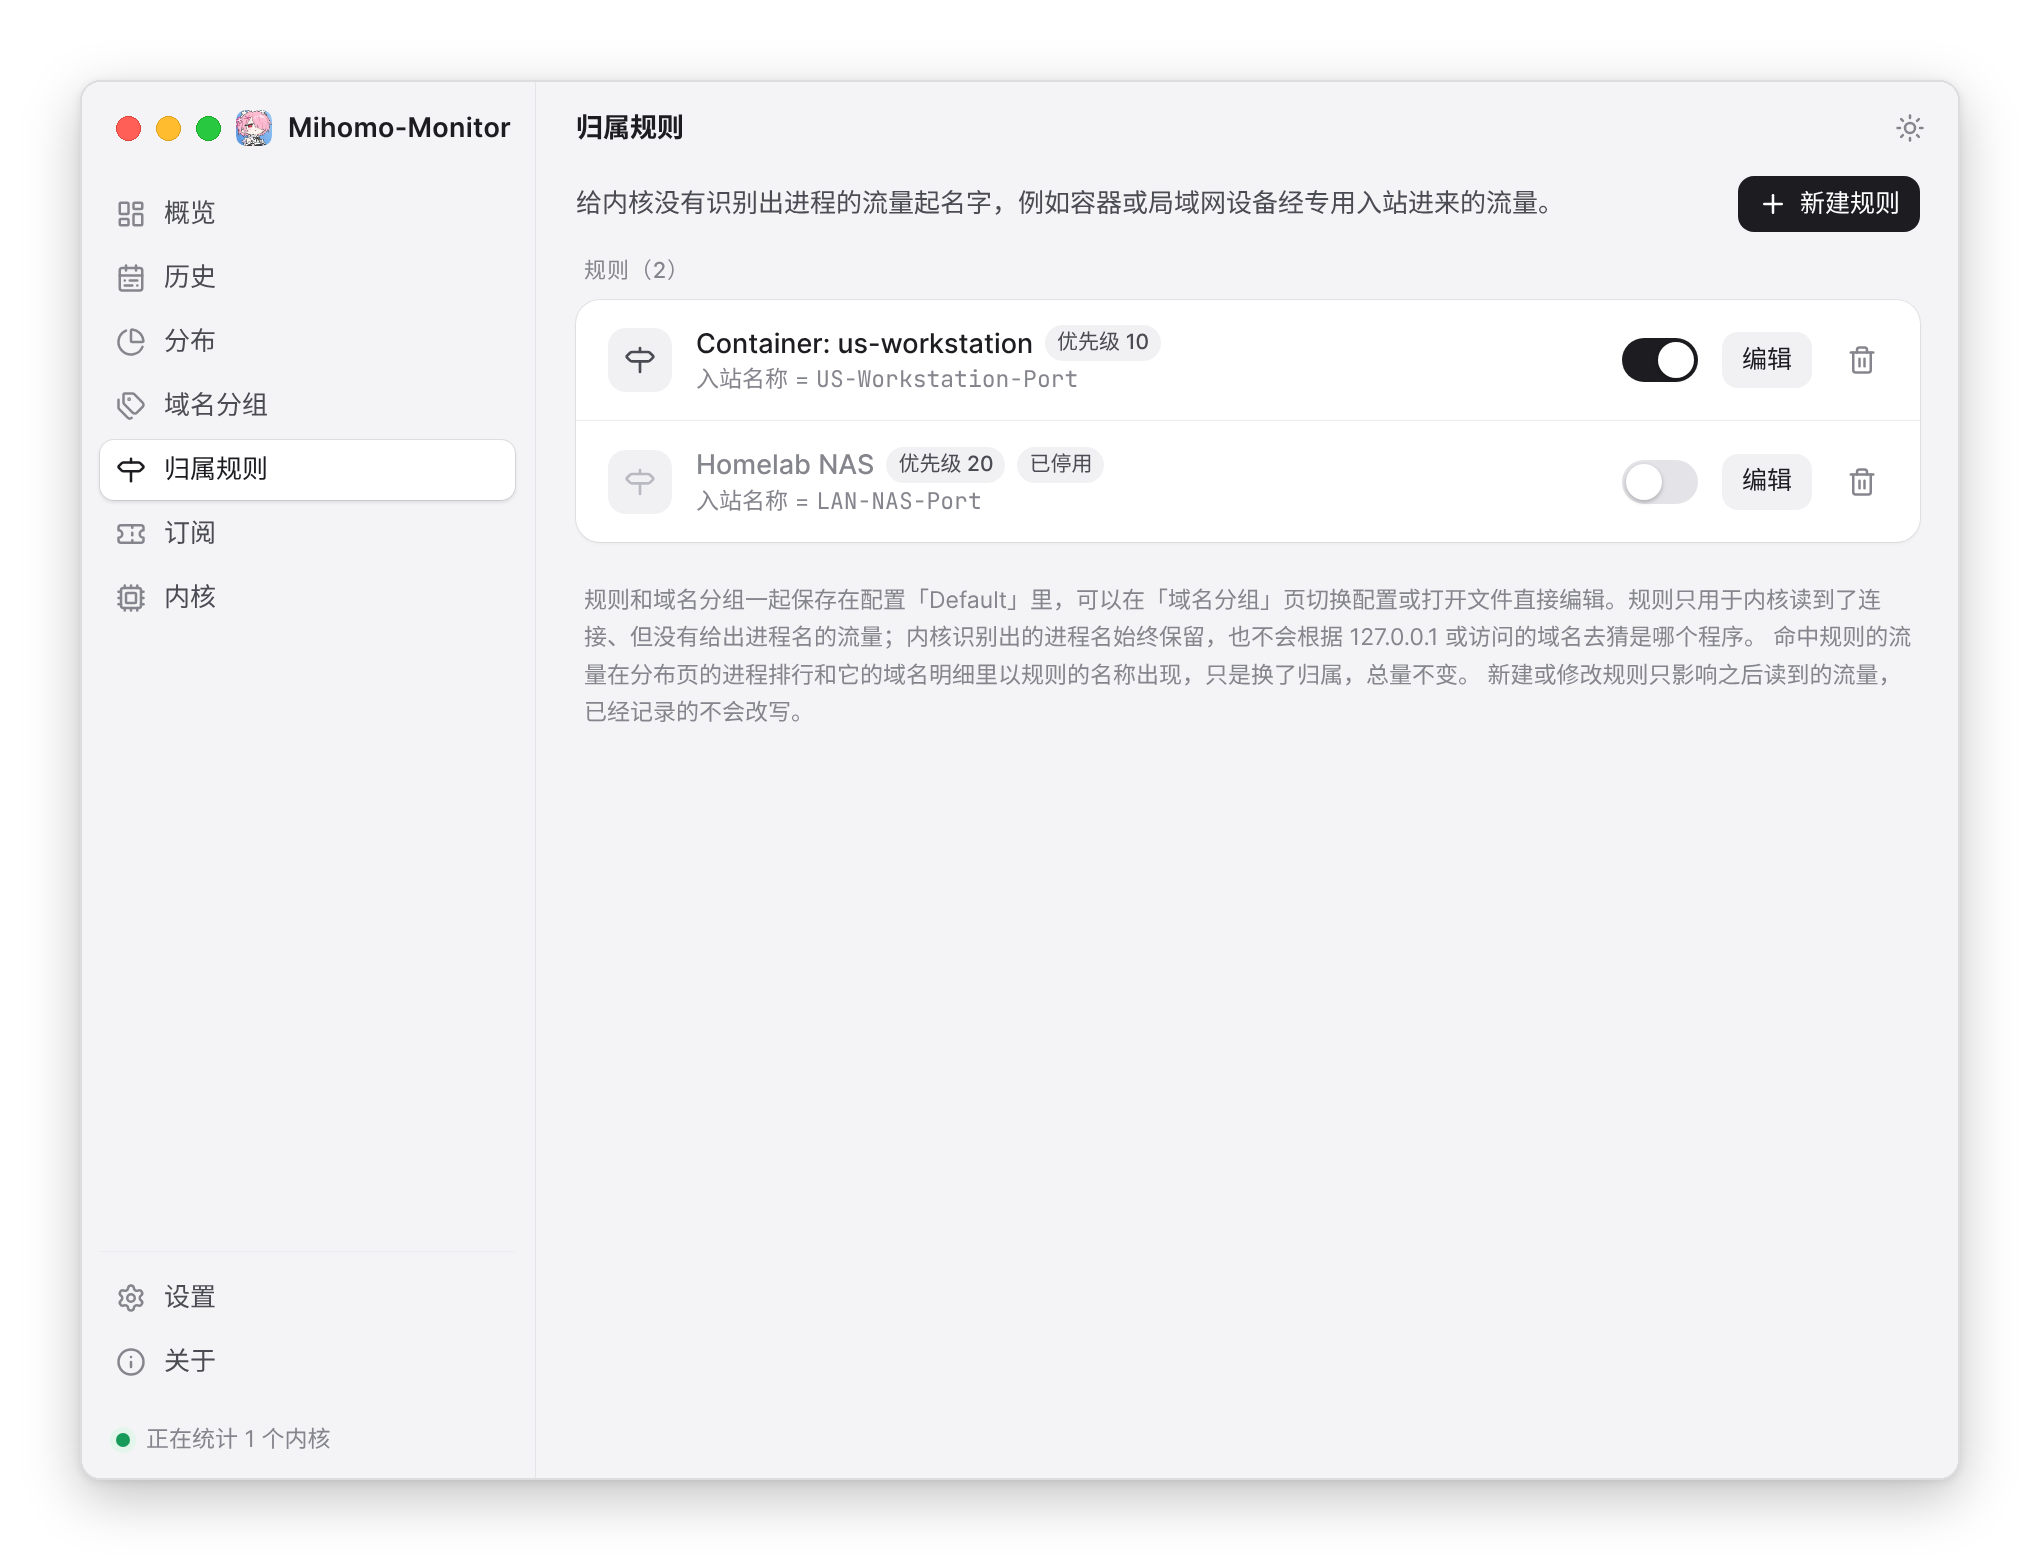 Mihomo-Monitor
概览
历史
分布
域名分组
归属规则
订阅
内核
设置
关于
正在统计 1 个内核
归属规则
给内核没有识别出进程的流量起名字，例如容器或局域网设备经专用入站进来的流量。
新建规则
规则（2）
Container: us-workstation 优先级 10
入站名称 = US-Workstation-Port
编辑
Homelab NAS 优先级 20 已停用
入站名称 = LAN-NAS-Port
编辑
规则和域名分组一起保存在配置「Default」里，可以在「域名分组」页切换配置或打开文件直接编辑。规则只用于内核读到了连
接、但没有给出进程名的流量；内核识别出的进程名始终保留，也不会根据 127.0.0.1 或访问的域名去猜是哪个程序。 命中规则的流
量在分布页的进程排行和它的域名明细里以规则的名称出现，只是换了归属，总量不变。 新建或修改规则只影响之后读到的流量，
已经记录的不会改写。